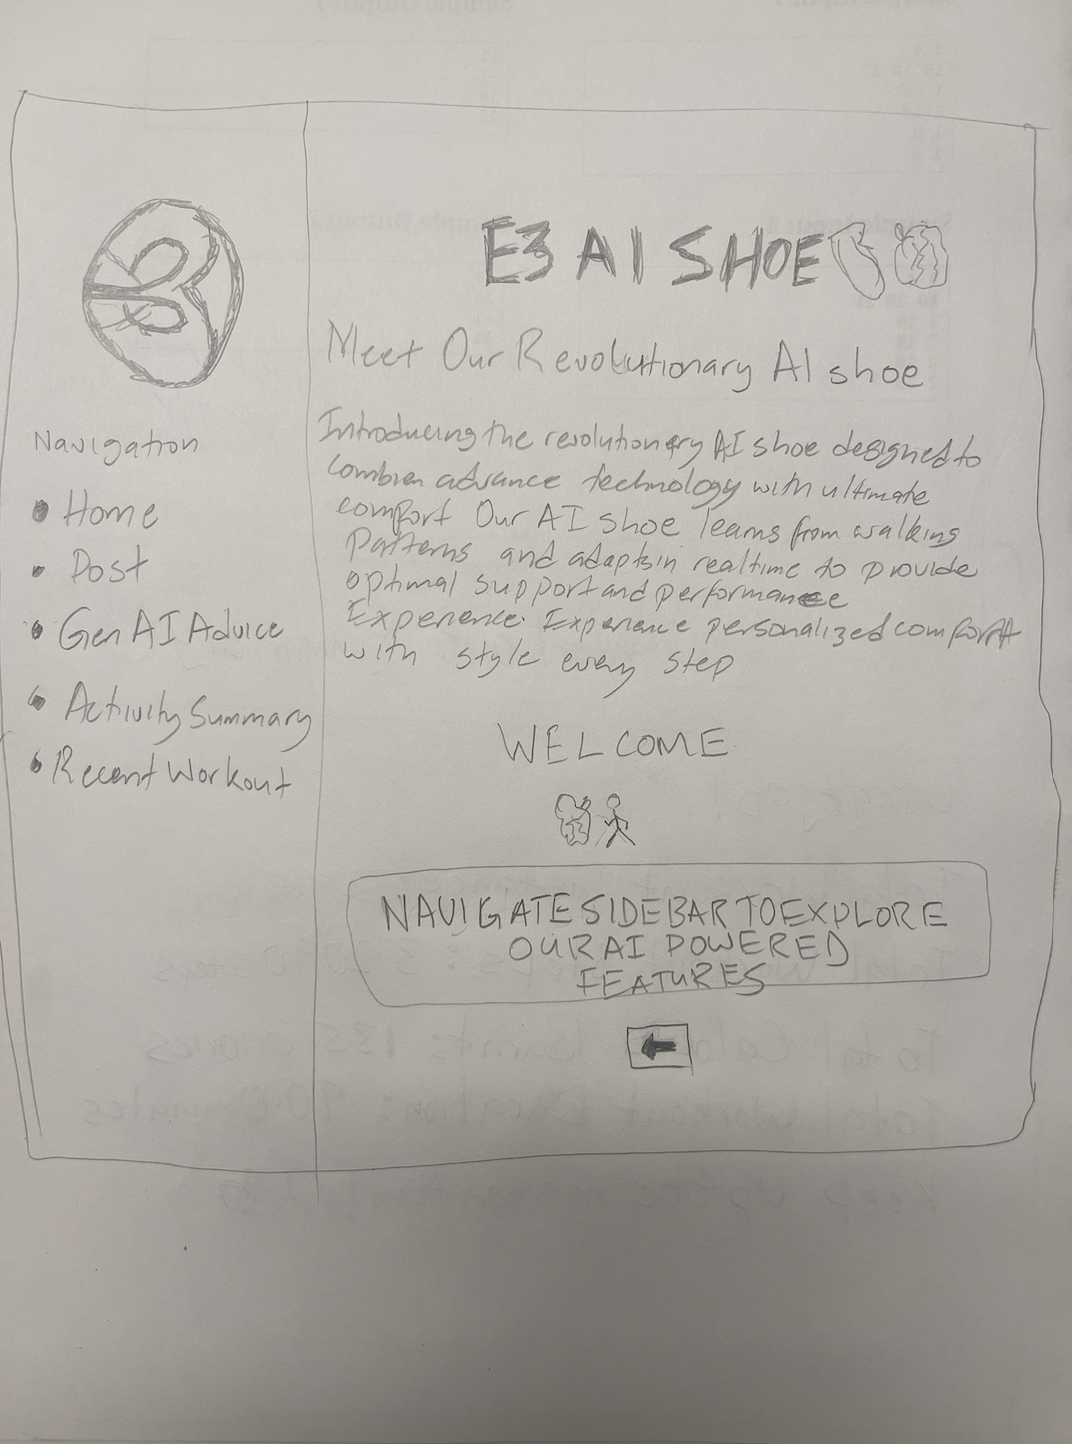 E3 AI SHOE
Meet Our Revolutionary AI shoe
Navigation
Home
Post
Gen AI Advice
Activity Summary
Recent Workout
Introducing the revolutionary AI shoe designed to
combien advance technology with ultimate
comfort Our AI shoe learns from walking
Patterns and adapts in realtime to provide
optimal support and performance
Experience. Experience personalized comfort
with style every step
WELCOME
NAVIGATE SIDEBAR TO EXPLORE
OUR AI POWERED
FEATURES